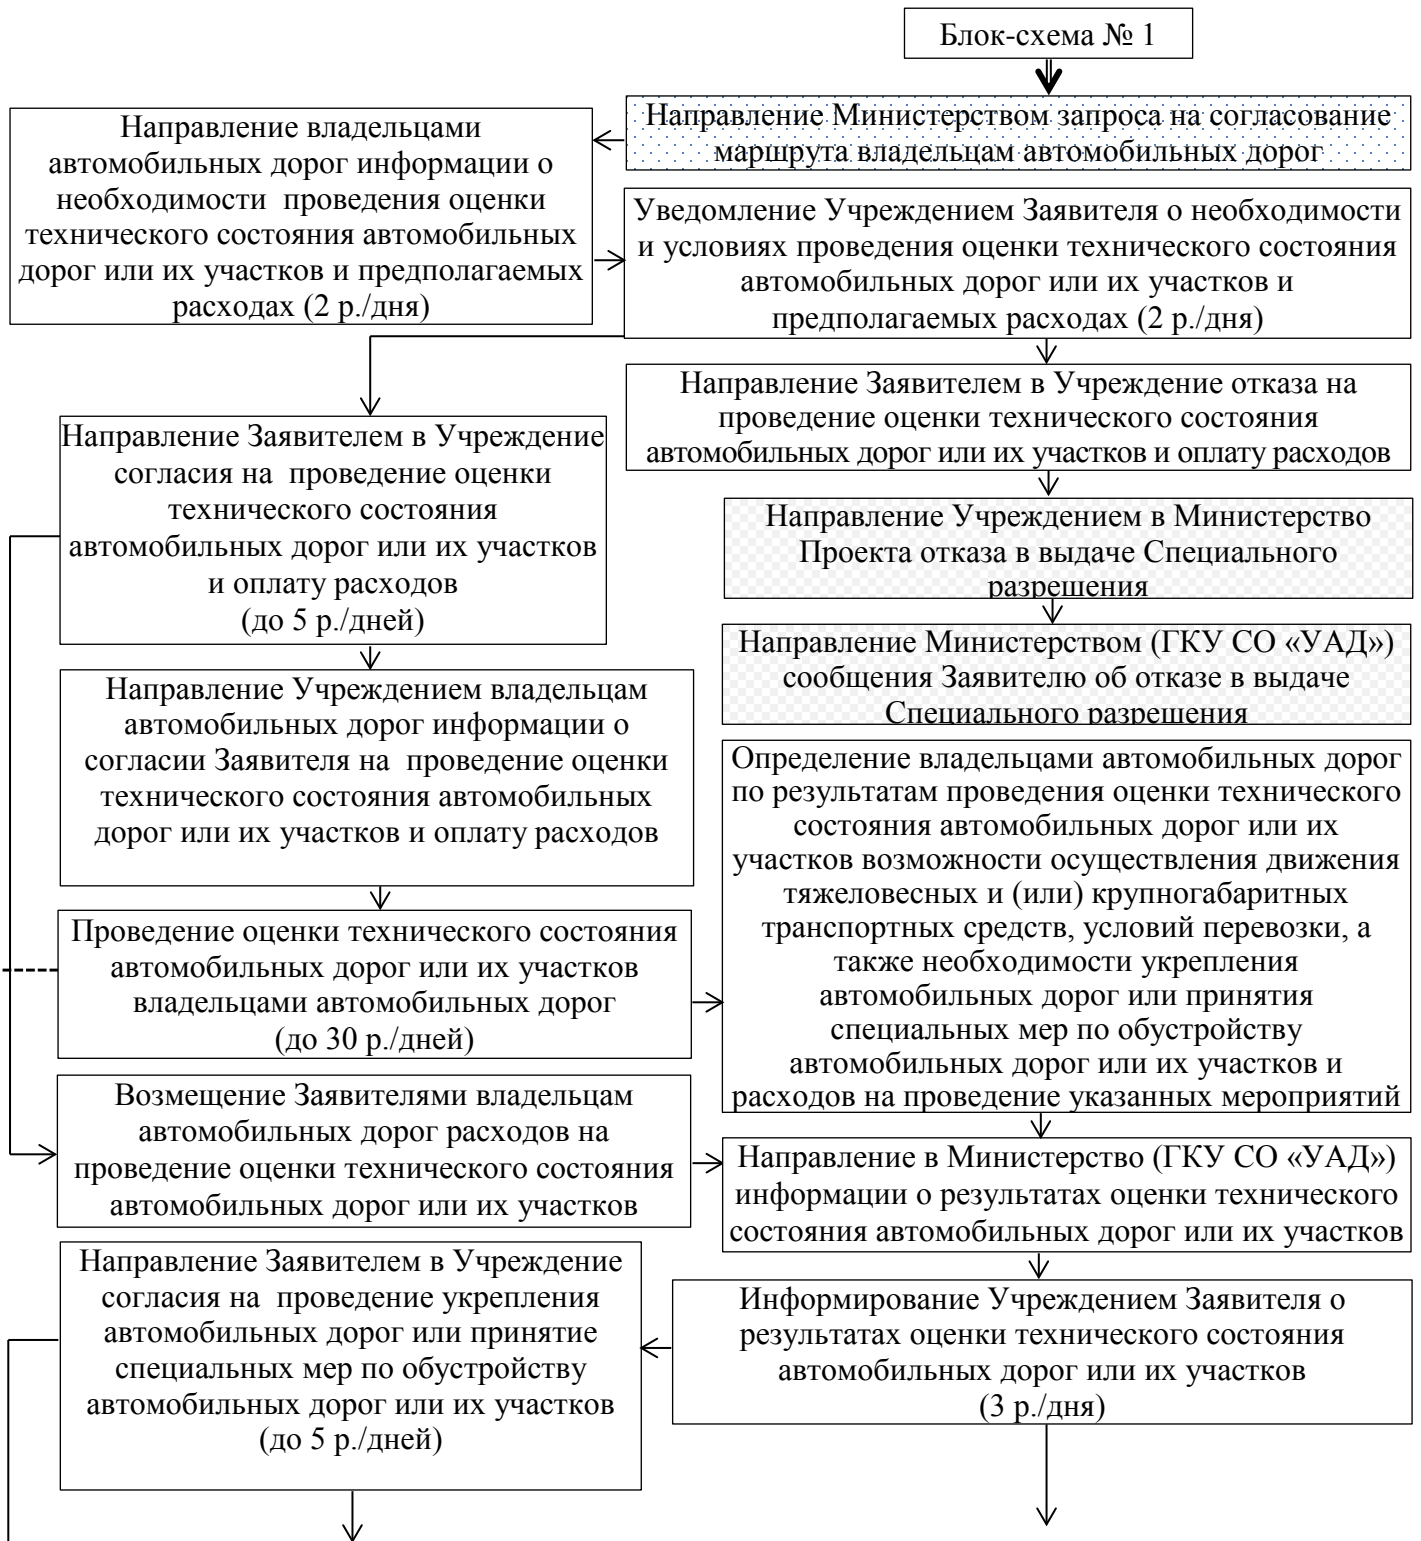 Блок-схема № 1
Направление Министерством запроса на согласование
маршрута владельцам автомобильных дорог
Направление владельцами
автомобильных дорог информации о
необходимости проведения оценки
технического состояния автомобильных
дорог или их участков и предполагаемых
расходах (2 р./дня)
Уведомление Учреждением Заявителя о необходимости
и условиях проведения оценки технического состояния
автомобильных дорог или их участков и
предполагаемых расходах (2 р./дня)
Направление Заявителем в Учреждение отказа на
проведение оценки технического состояния
автомобильных дорог или их участков и оплату расходов
Направление Заявителем в Учреждение
согласия на проведение оценки
технического состояния
автомобильных дорог или их участков
и оплату расходов
(до 5 р./дней)
Направление Учреждением в Министерство
Проекта отказа в выдаче Специального
разрешения
Направление Министерством (ГКУ СО «УАД»)
сообщения Заявителю об отказе в выдаче
Специального разрешения
Направление Учреждением владельцам
автомобильных дорог информации о
согласии Заявителя на проведение оценки
технического состояния автомобильных
дорог или их участков и оплату расходов
Определение владельцами автомобильных дорог
по результатам проведения оценки технического
состояния автомобильных дорог или их
участков возможности осуществления движения
тяжеловесных и (или) крупногабаритных
транспортных средств, условий перевозки, а
также необходимости укрепления
автомобильных дорог или принятия
специальных мер по обустройству
автомобильных дорог или их участков и
расходов на проведение указанных мероприятий
Проведение оценки технического состояния
автомобильных дорог или их участков
владельцами автомобильных дорог
(до 30 р./дней)
Возмещение Заявителями владельцам
автомобильных дорог расходов на
проведение оценки технического состояния
автомобильных дорог или их участков
Направление в Министерство (ГКУ СО «УАД»)
информации о результатах оценки технического
состояния автомобильных дорог или их участков
Направление Заявителем в Учреждение
согласия на проведение укрепления
автомобильных дорог или принятие
специальных мер по обустройству
автомобильных дорог или их участков
(до 5 р./дней)
Информирование Учреждением Заявителя о
результатах оценки технического состояния
автомобильных дорог или их участков
(3 р./дня)